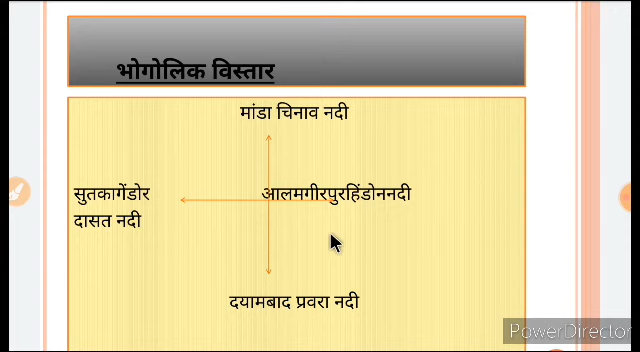 भोगोलिक विस्तार
मांडा चिनाव नदी
सुतकागेंडोर
आलमगीरपुरहिंडोननदी
दासत नदी
दयामबाद प्रवरा नदी
PowerDirector